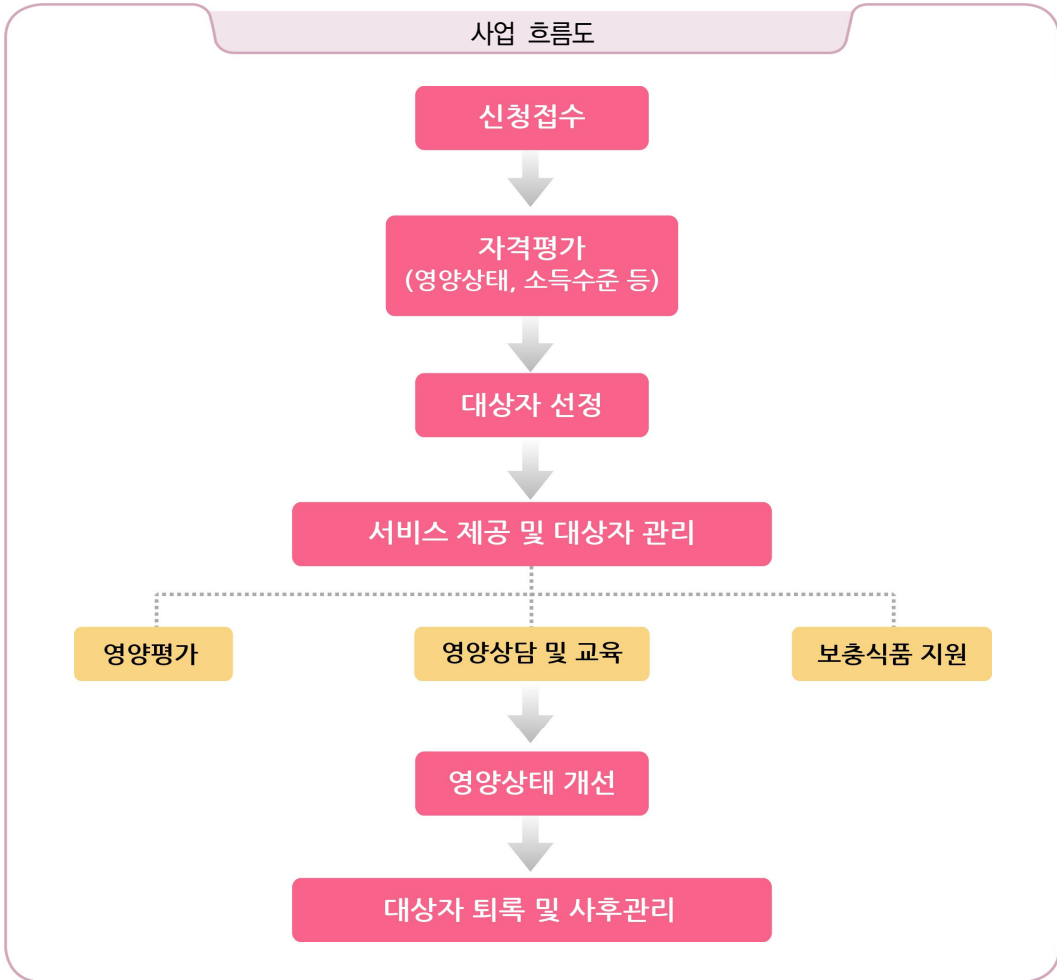 사업 흐름도
신청접수
자격평가
(영양상태, 소득수준 등)
대상자 선정
서비스 제공 및 대상자 관리
영양평가
영양상담 및 교육
보충식품 지원
영양상태 개선
대상자 퇴록 및 사후관리